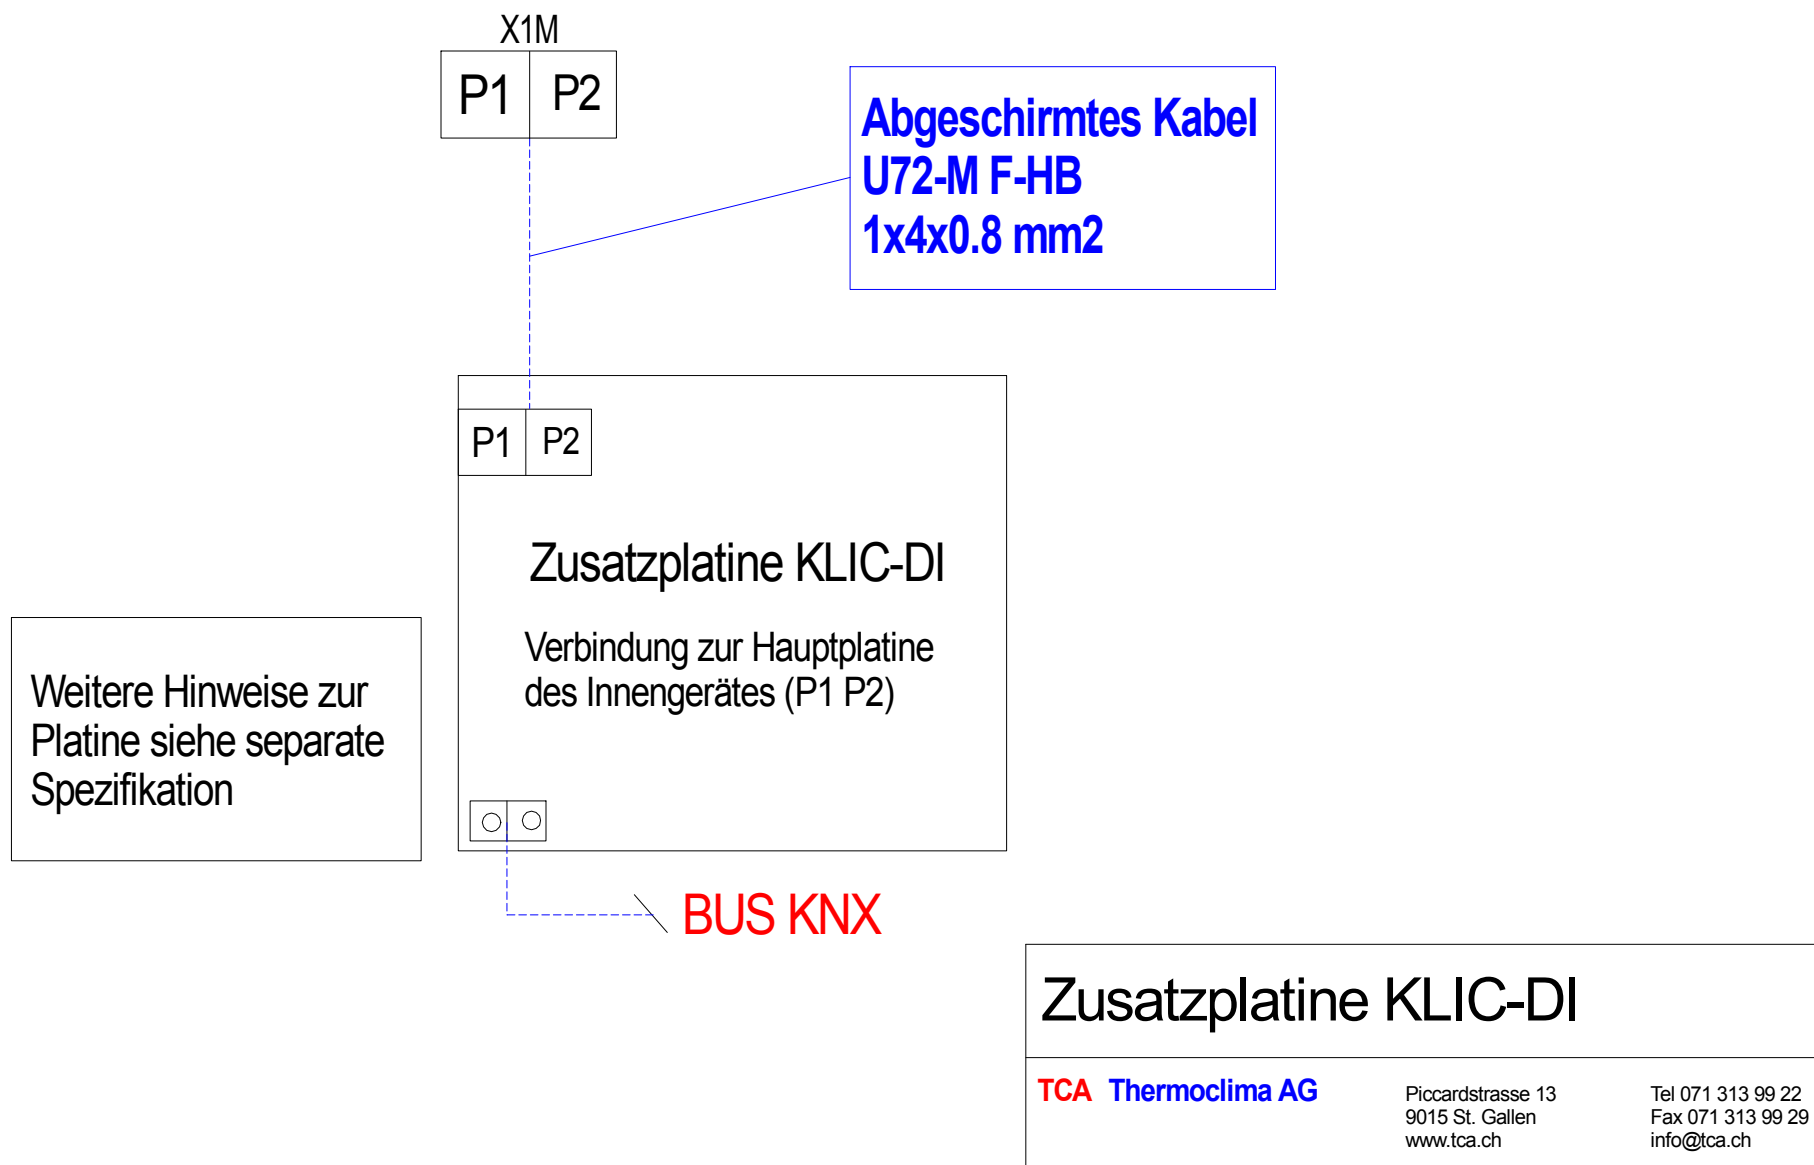 X1M
P1 P2
Abgeschirmtes Kabel
U72-M F-HB
1x4x0.8 mm2
P1 P2
Zusatzplatine KLIC-DI
Verbindung zur Hauptplatine
des Innengerätes (P1 P2)
Weitere Hinweise zur
Platine siehe separate
Spezifikation
BUS KNX
Zusatzplatine KLIC-DI
TCA Thermoclima AG
Piccardstrasse 13
9015 St. Gallen
www.tca.ch
Tel 071 313 99 22
Fax 071 313 99 29
info@tca.ch